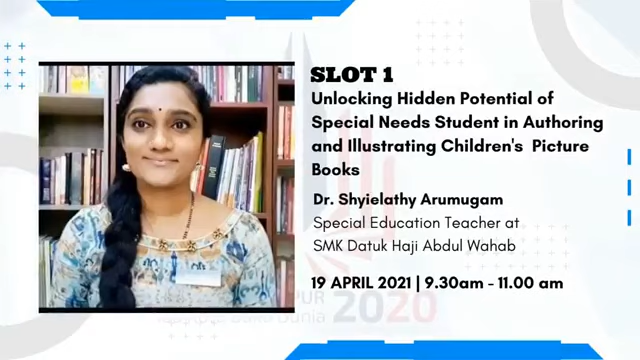 SLOT 1
Unlocking Hidden Potential of
Special Needs Student in Authoring
and Illustrating Children's Picture
Books
Dr. Shyielathy Arumugam
Special Education Teacher at
SMK Datuk Haji Abdul Wahab
19 APRIL 2021 | 9.30am - 11.00 am
2020